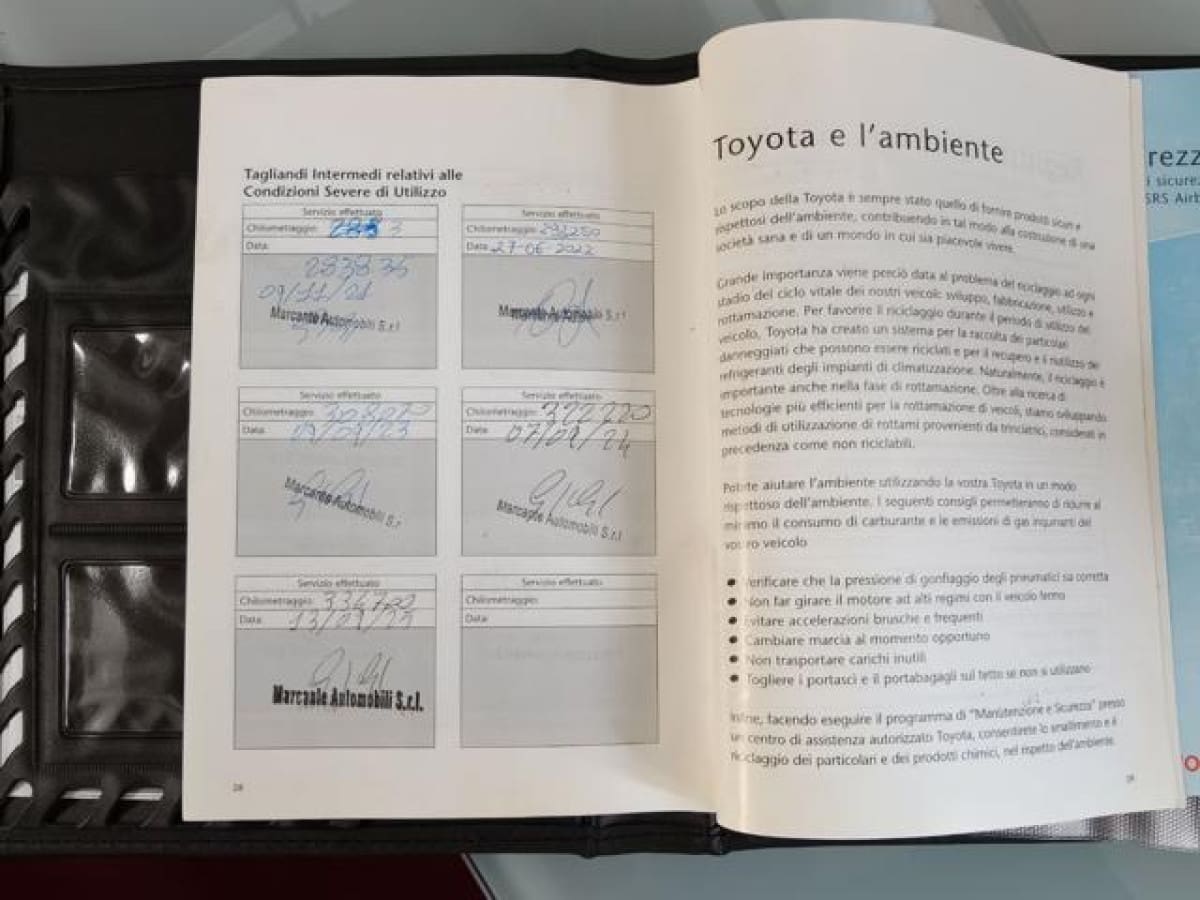 Tagliandi Intermedi relativi alle
Condizioni Severe di Utilizzo
Servizio effettuato
Chilometraggio:
Data:
283835
09/11/21
Marcante Automobili S.r.l
Servizio effettuato
Chilometraggio: 291250
Data: 27-06-2022
Marcante Automobili S.r.l
Servizio effettuato
Chilometraggio: 308070
Data:
Marcante Automobili S.r
Servizio effettuato
Chilometraggio: 322220
Data:
Marcante Automobili S.r.l
Servizio effettuato
Chilometraggio: 334700
Data:
Marcante Automobili S.r.l.
Servizio effettuato
Chilometraggio:
Data:
28
Toyota e l'ambiente
Lo scopo della Toyota è sempre stato quello di fornire prodotti sicuri e
rispettosi dell'ambiente, contribuendo in tal modo alla costruzione di una
società sana e di un mondo in cui sia piacevole vivere.
Grande importanza viene perciò data al problema del riciclaggio ad ogni
stadio del ciclo vitale dei nostri veicoli: sviluppo, fabbricazione, utilizzo e
rottamazione. Per favorire il riciclaggio durante il periodo di utilizzo del
veicolo, Toyota ha creato un sistema per la raccolta dei particolari
danneggiati che possono essere riciclati e per il recupero e il riutilizzo dei
refrigeranti degli impianti di climatizzazione. Naturalmente, il riciclaggio è
importante anche nella fase di rottamazione. Oltre alla ricerca di
tecnologie più efficienti per la rottamazione di veicoli, stiamo sviluppando
metodi di utilizzazione di rottami provenienti da trinciatrici, considerati in
precedenza come non riciclabili.
Potete aiutare l'ambiente utilizzando la vostra Toyota in un modo
rispettoso dell'ambiente. I seguenti consigli permetteranno di ridurre al
minimo il consumo di carburante e le emissioni di gas inquinanti del
vostro veicolo
● Verificare che la pressione di gonfiaggio degli pneumatici sia corretta
● Non far girare il motore ad alti regimi con il veicolo fermo
● Evitare accelerazioni brusche e frequenti
● Cambiare marcia al momento opportuno
● Non trasportare carichi inutili
● Togliere i portasci e il portabagagli sul tetto se non si utilizzano
Infine, facendo eseguire il programma di "Manutenzione e Sicurezza" presso
un centro di assistenza autorizzato Toyota, consentirete lo smaltimento e il
riciclaggio dei particolari e dei prodotti chimici, nel rispetto dell'ambiente.
rezz
i sicurez
SRS Airb